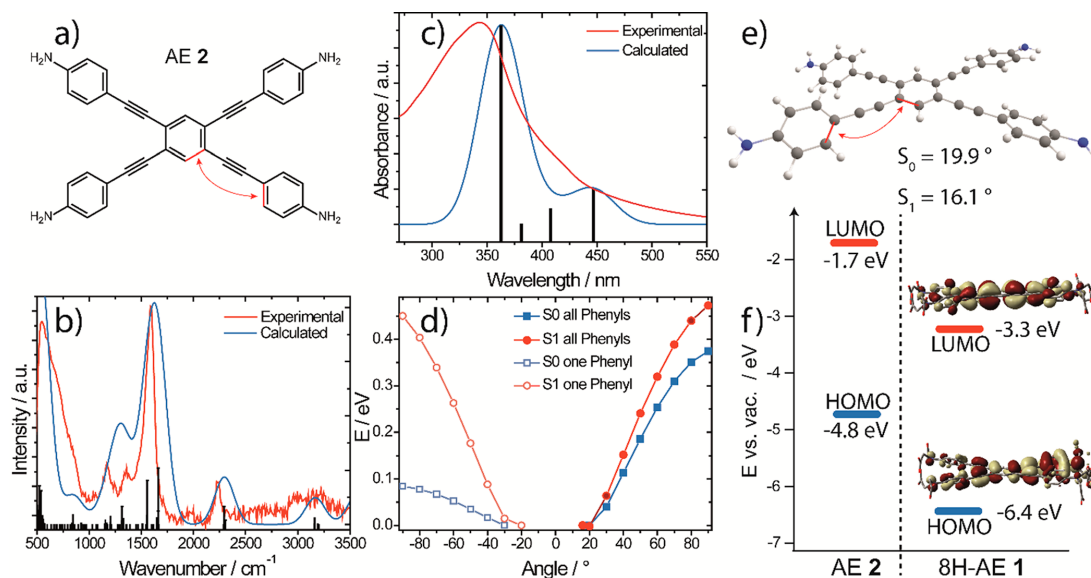 a)
AE 2
H₂N
NH₂
H₂N
NH₂
b)
Experimental
Calculated
Intensity / a.u.
500 1000 1500 2000 2500 3000 3500
Wavenumber / cm⁻¹
c)
Experimental
Calculated
Absorbance / a.u.
300 350 400 450 500 550
Wavelength / nm
d)
S0 all Phenyls
S1 all Phenyls
S0 one Phenyl
S1 one Phenyl
E / eV
0.4
0.2
0.0
-80 -60 -40 -20 0 20 40 60 80
Angle / °
e)
S₀ = 19.9 °
S₁ = 16.1 °
f)
E vs. vac. / eV
-2
-3
-4
-5
-6
-7
LUMO
-1.7 eV
HOMO
-4.8 eV
-3.3 eV
LUMO
HOMO
-6.4 eV
AE 2
8H-AE 1